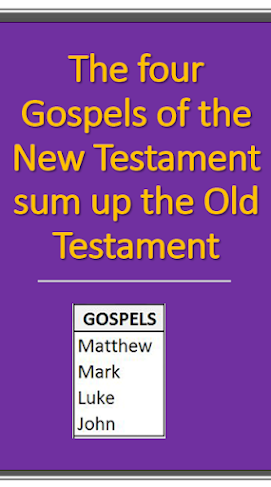 The four
Gospels of the
New Testament
sum up the Old
Testament
GOSPELS
Matthew
Mark
Luke
John